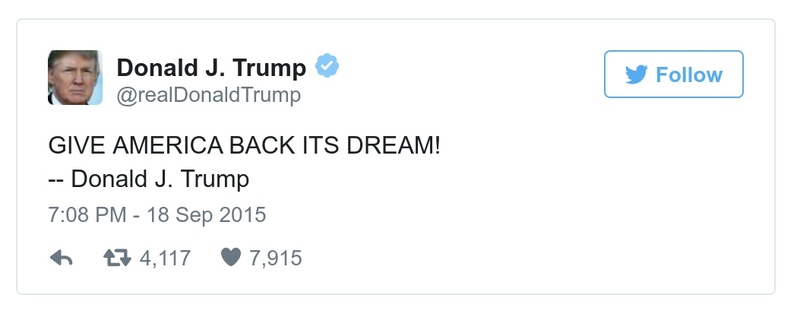 Donald J. Trump
@realDonaldTrump
Follow
GIVE AMERICA BACK ITS DREAM!
-- Donald J. Trump
7:08 PM - 18 Sep 2015
4,117 7,915